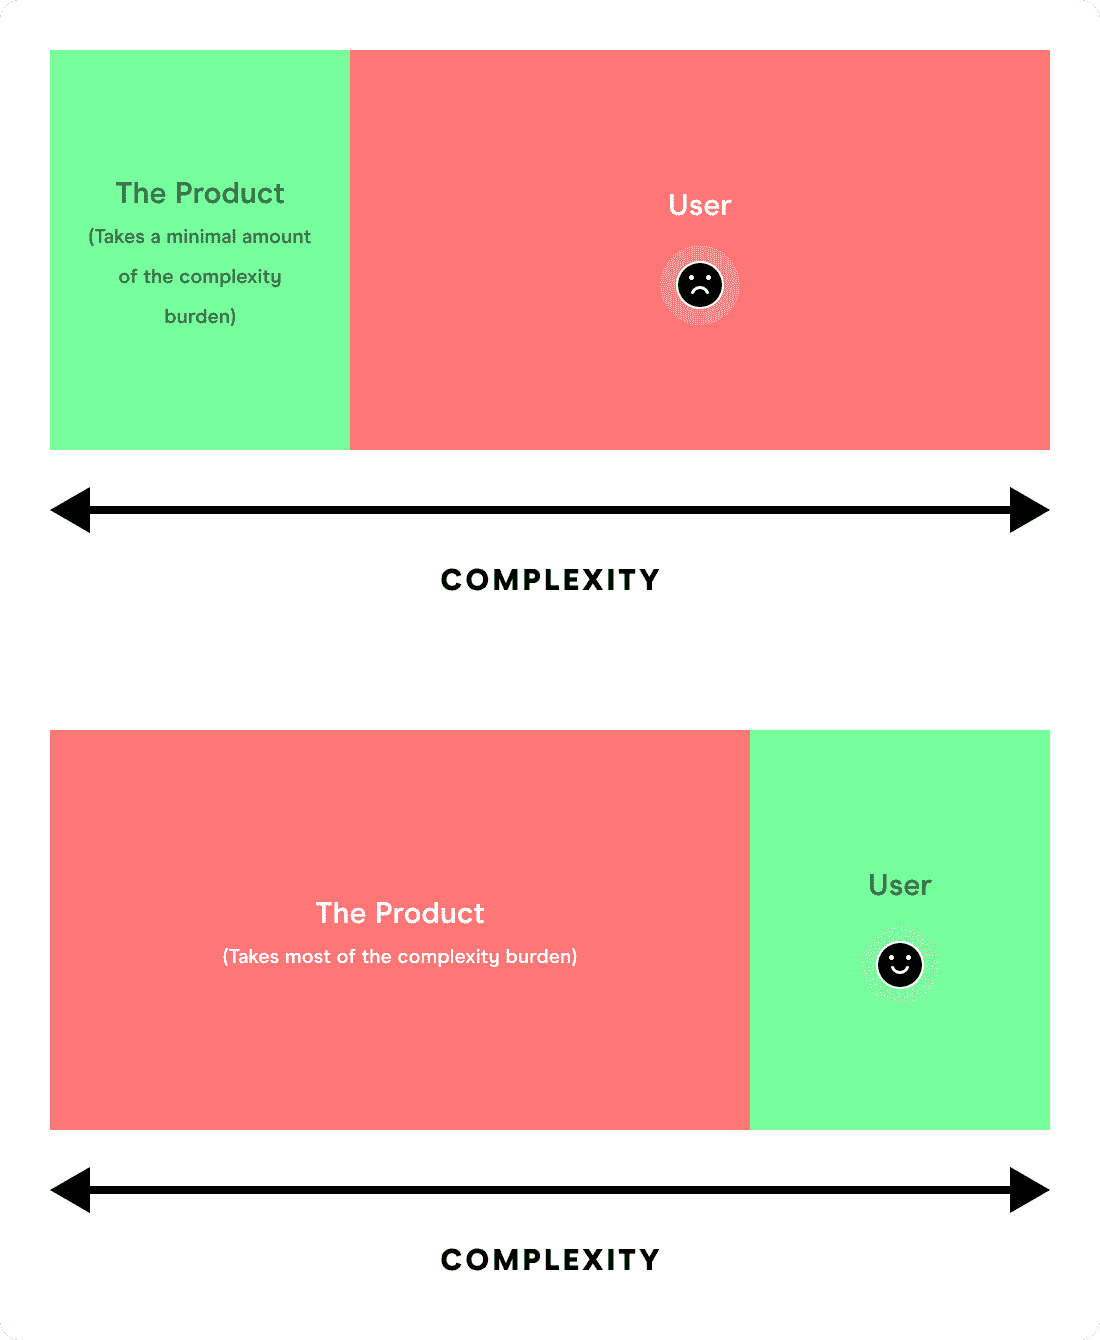 The Product
(Takes a minimal amount
of the complexity
burden)
User
COMPLEXITY
The Product
(Takes most of the complexity burden)
User
COMPLEXITY